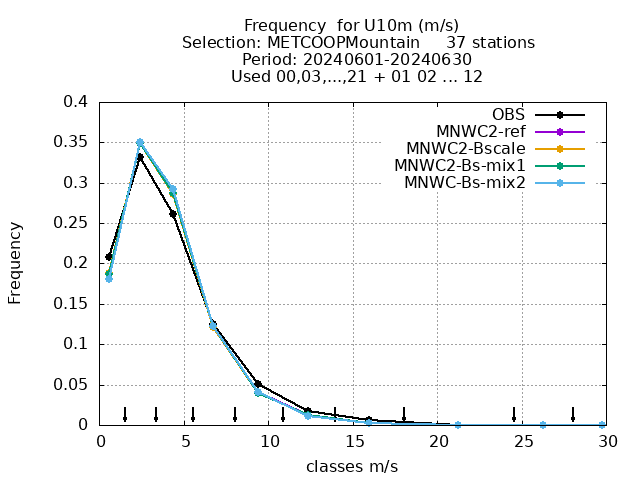 Frequency  for U10m (m/s)
Selection: METCOOPMountain     37 stations
Period: 20240601-20240630
Used 00,03,...,21 + 01 02 ... 12
0.4
0.35
0.3
0.25
0.2
0.15
0.1
0.05
0
Frequency
OBS
MNWC2-ref
MNWC2-Bscale
MNWC2-Bs-mix1
MNWC-Bs-mix2
0 5 10 15 20 25 30
classes m/s